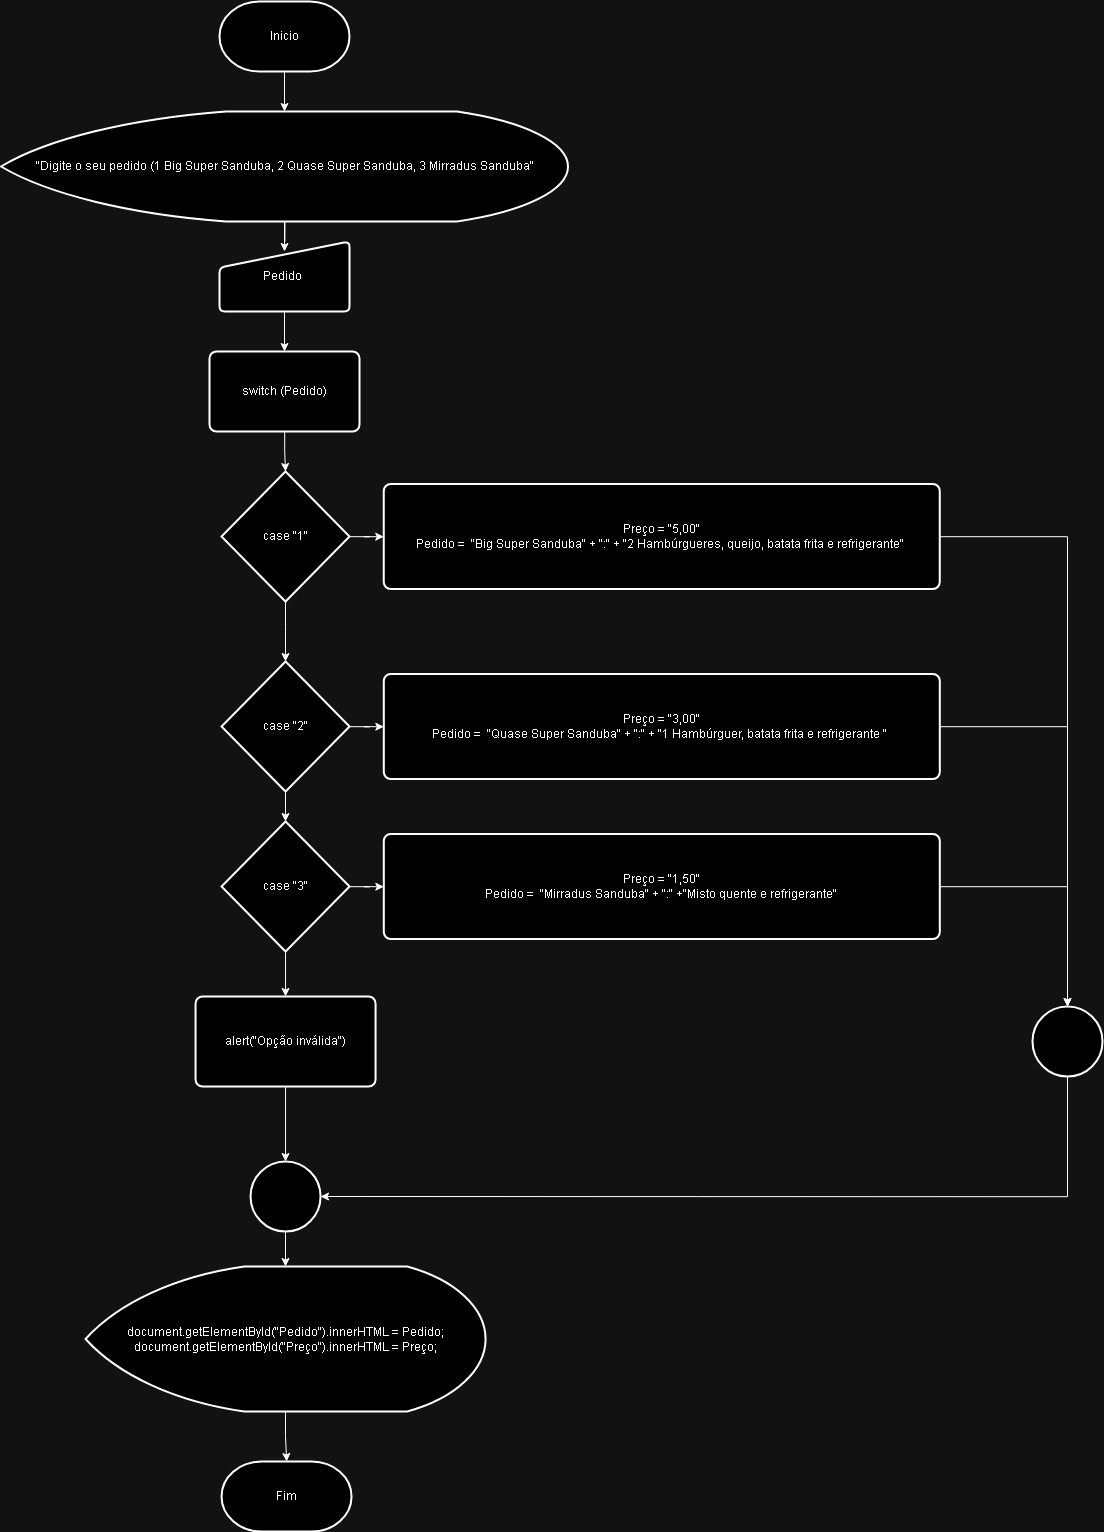 Inicio
"Digite o seu pedido (1 Big Super Sanduba, 2 Quase Super Sanduba, 3 Mirradus Sanduba"
Pedido
switch (Pedido)
case "1"
Preço = "5,00"
Pedido =  "Big Super Sanduba" + ":" + "2 Hambúrgueres, queijo, batata frita e refrigerante"
case "2"
Preço = "3,00"
Pedido =  "Quase Super Sanduba" + ":" + "1 Hambúrguer, batata frita e refrigerante "
case "3"
Preço = "1,50"
Pedido =  "Mirradus Sanduba" + ":" +"Misto quente e refrigerante"
alert("Opção inválida")
document.getElementById("Pedido").innerHTML = Pedido;
document.getElementById("Preço").innerHTML = Preço;
Fim